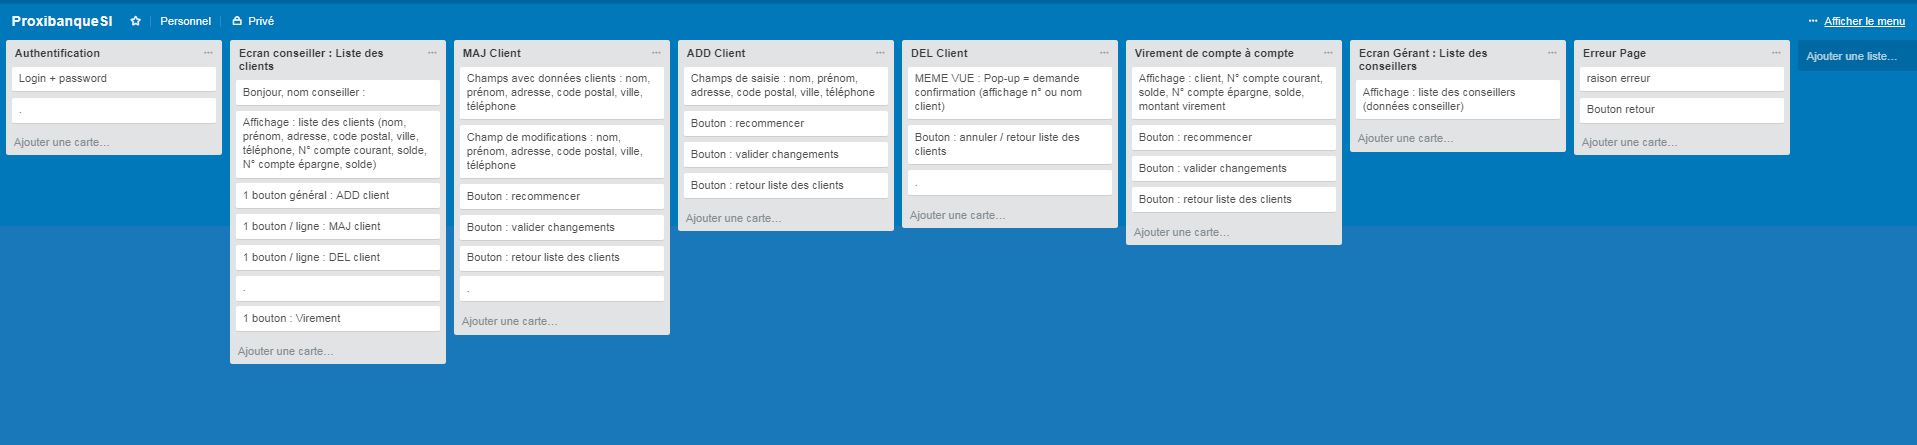 ProxibanqueSI
Personnel
Privé
Afficher le menu
Authentification
Login + password
.
Ajouter une carte…
Ecran conseiller : Liste des
clients
Bonjour, nom conseiller :
Affichage : liste des clients (nom,
prénom, adresse, code postal, ville,
téléphone, N° compte courant, solde,
N° compte épargne, solde)
1 bouton général : ADD client
1 bouton / ligne : MAJ client
1 bouton / ligne : DEL client
.
1 bouton : Virement
Ajouter une carte…
MAJ Client
Champs avec données clients : nom,
prénom, adresse, code postal, ville,
téléphone
Champ de modifications : nom,
prénom, adresse, code postal, ville,
téléphone
Bouton : recommencer
Bouton : valider changements
Bouton : retour liste des clients
.
Ajouter une carte…
ADD Client
Champs de saisie : nom, prénom,
adresse, code postal, ville, téléphone
Bouton : recommencer
Bouton : valider changements
Bouton : retour liste des clients
Ajouter une carte…
DEL Client
MEME VUE : Pop-up = demande
confirmation (affichage n° ou nom
client)
Bouton : annuler / retour liste des
clients
.
Ajouter une carte…
Virement de compte à compte
Affichage : client, N° compte courant,
solde, N° compte épargne, solde,
montant virement
Bouton : recommencer
Bouton : valider changements
Bouton : retour liste des clients
Ajouter une carte…
Ecran Gérant : Liste des
conseillers
Affichage : liste des conseillers
(données conseiller)
Ajouter une carte…
Erreur Page
raison erreur
Bouton retour
Ajouter une carte…
Ajouter une liste…